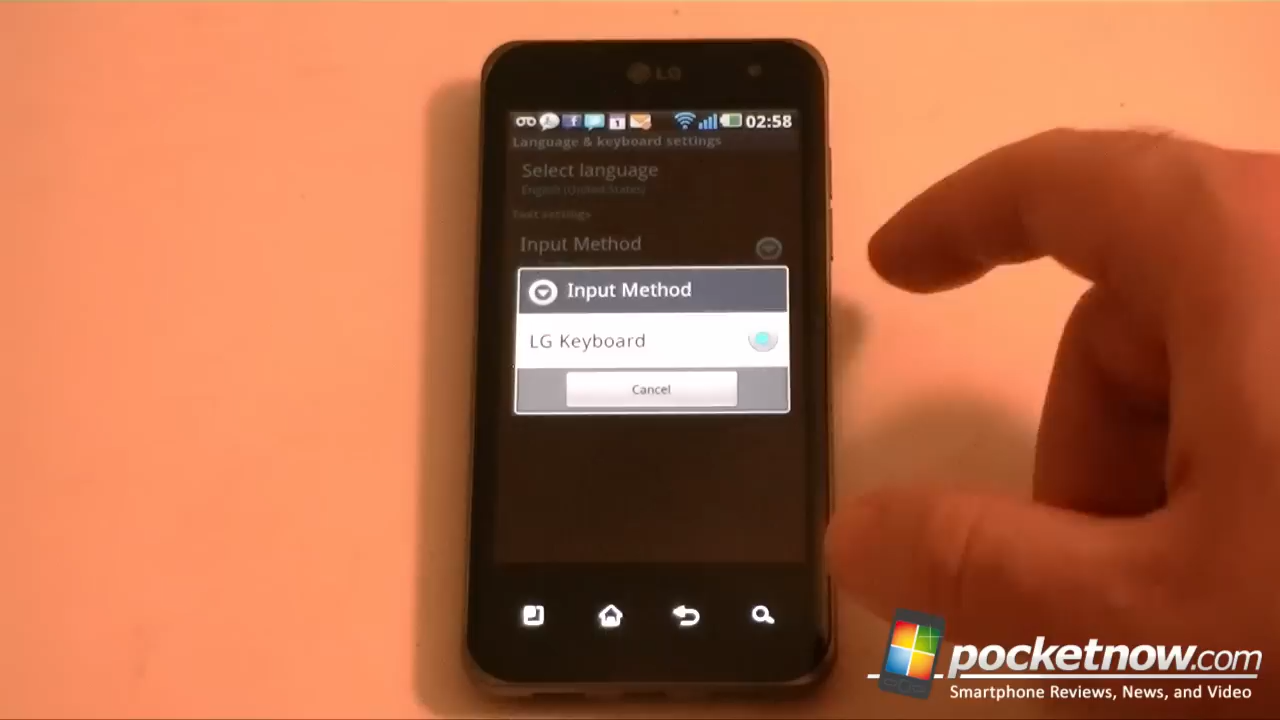 LG
1
02:58
Language & keyboard settings
Select language
English (United States)
Text settings
Input Method
Input Method
LG Keyboard
Cancel
pocketnow.com
Smartphone Reviews, News, and Video